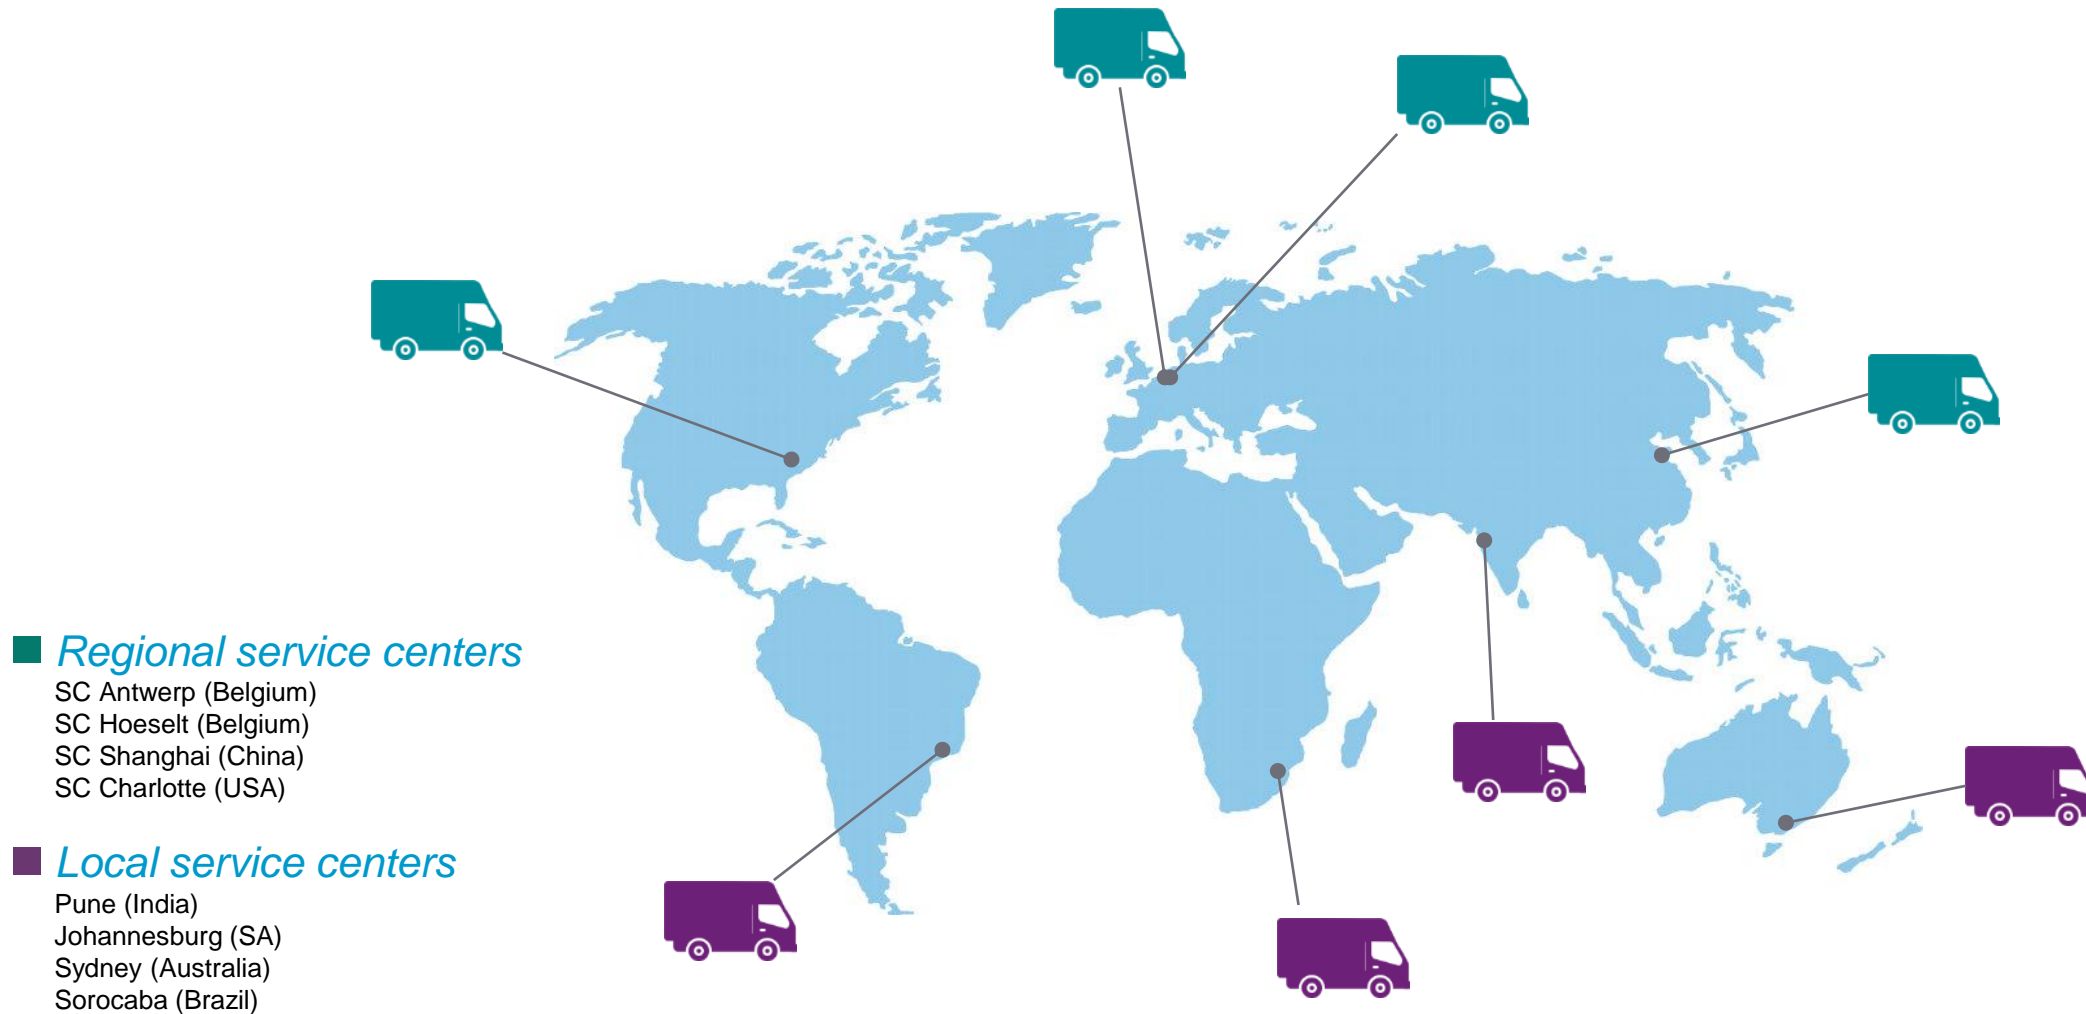 Regional service centers
SC Antwerp (Belgium)
SC Hoeselt (Belgium)
SC Shanghai (China)
SC Charlotte (USA)
Local service centers
Pune (India)
Johannesburg (SA)
Sydney (Australia)
Sorocaba (Brazil)